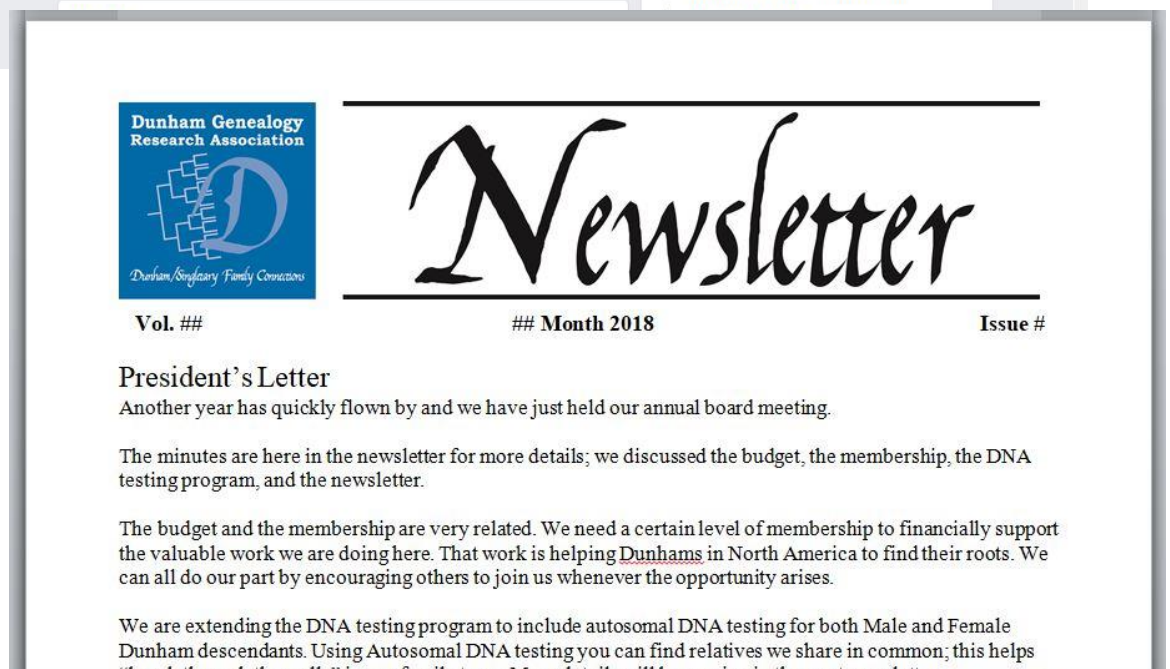 Dunham Genealogy
Research Association
D
Dunham/Singletary Family Connections
Newsletter
Vol. ## ## Month 2018 Issue #
President's Letter
Another year has quickly flown by and we have just held our annual board meeting.
The minutes are here in the newsletter for more details; we discussed the budget, the membership, the DNA
testing program, and the newsletter.
The budget and the membership are very related. We need a certain level of membership to financially support
the valuable work we are doing here. That work is helping Dunhams in North America to find their roots. We
can all do our part by encouraging others to join us whenever the opportunity arises.
We are extending the DNA testing program to include autosomal DNA testing for both Male and Female
Dunham descendants. Using Autosomal DNA testing you can find relatives we share in common; this helps